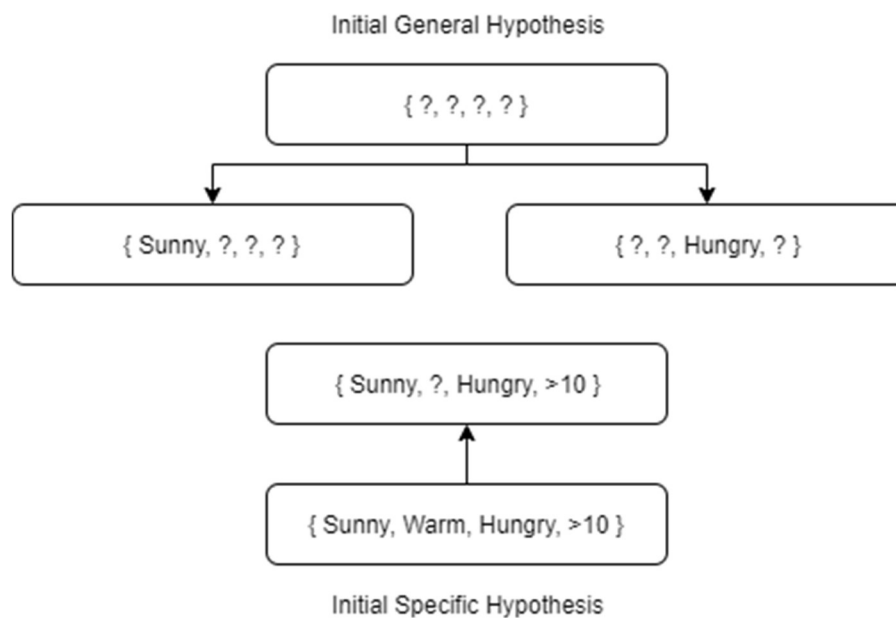 Initial General Hypothesis
{ ?, ?, ?, ? }
{ Sunny, ?, ?, ? }
{ ?, ?, Hungry, ? }
{ Sunny, ?, Hungry, >10 }
{ Sunny, Warm, Hungry, >10 }
Initial Specific Hypothesis